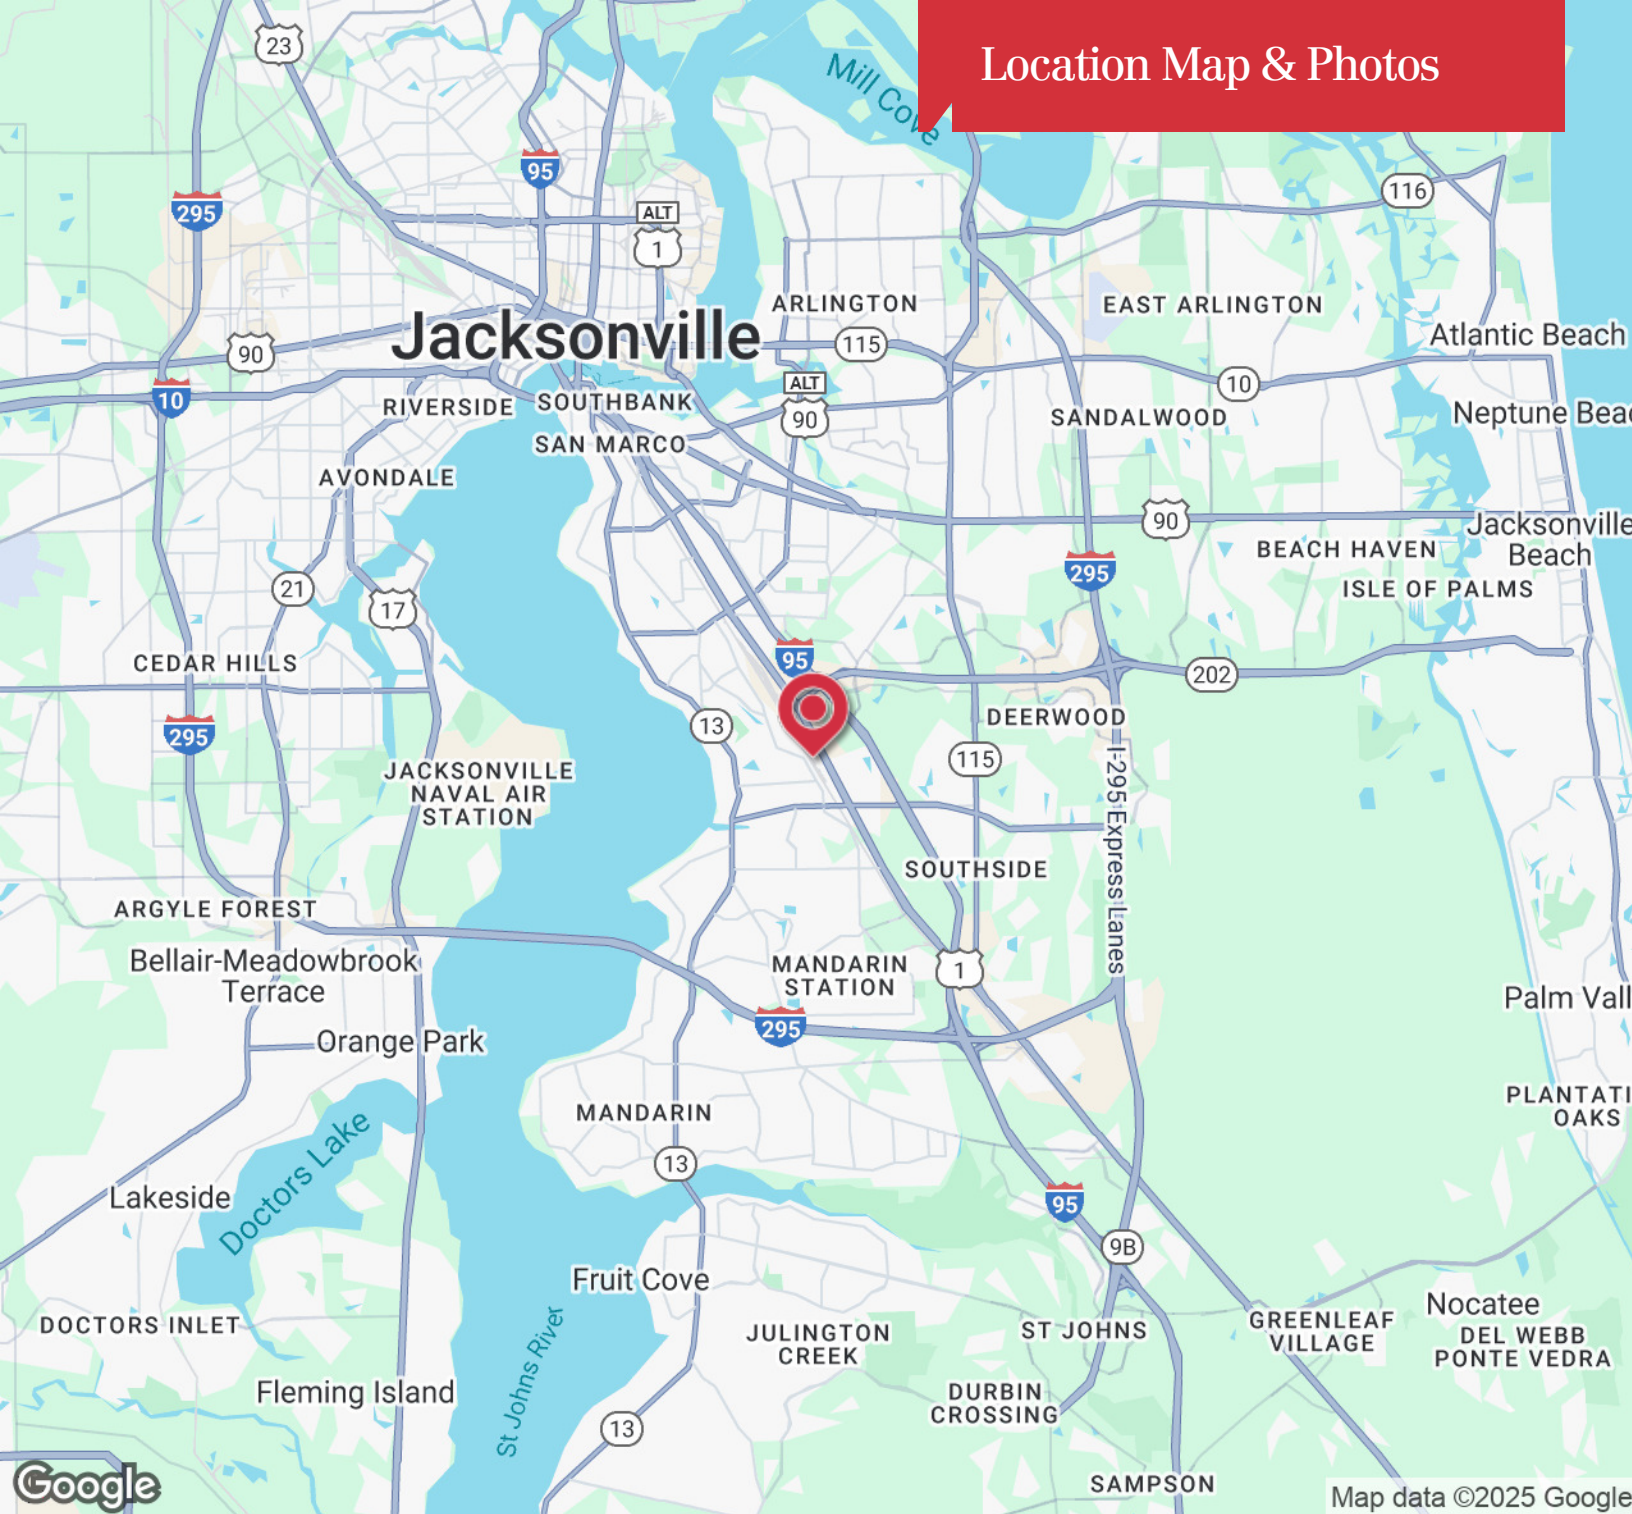 Location Map & Photos
23
Mill Cove
95
295
116
ALT
1
ARLINGTON
EAST ARLINGTON
Jacksonville
115
Atlantic Beach
90
ALT
10
10
RIVERSIDE
SOUTHBANK
90
SANDALWOOD
Neptune Beac
SAN MARCO
AVONDALE
90
Jacksonville
Beach
BEACH HAVEN
295
ISLE OF PALMS
21
17
95
CEDAR HILLS
202
13
DEERWOOD
295
115
JACKSONVILLE
NAVAL AIR
STATION
I-295 Express Lanes
SOUTHSIDE
ARGYLE FOREST
Bellair-Meadowbrook
Terrace
MANDARIN
STATION
1
Palm Vall
295
Orange Park
PLANTATI
OAKS
MANDARIN
Doctors Lake
13
Lakeside
95
9B
Fruit Cove
Nocatee
DOCTORS INLET
St Johns River
JULINGTON
CREEK
ST JOHNS
GREENLEAF
VILLAGE
DEL WEBB
PONTE VEDRA
Fleming Island
DURBIN
CROSSING
13
SAMPSON
Google
Map data ©2025 Google